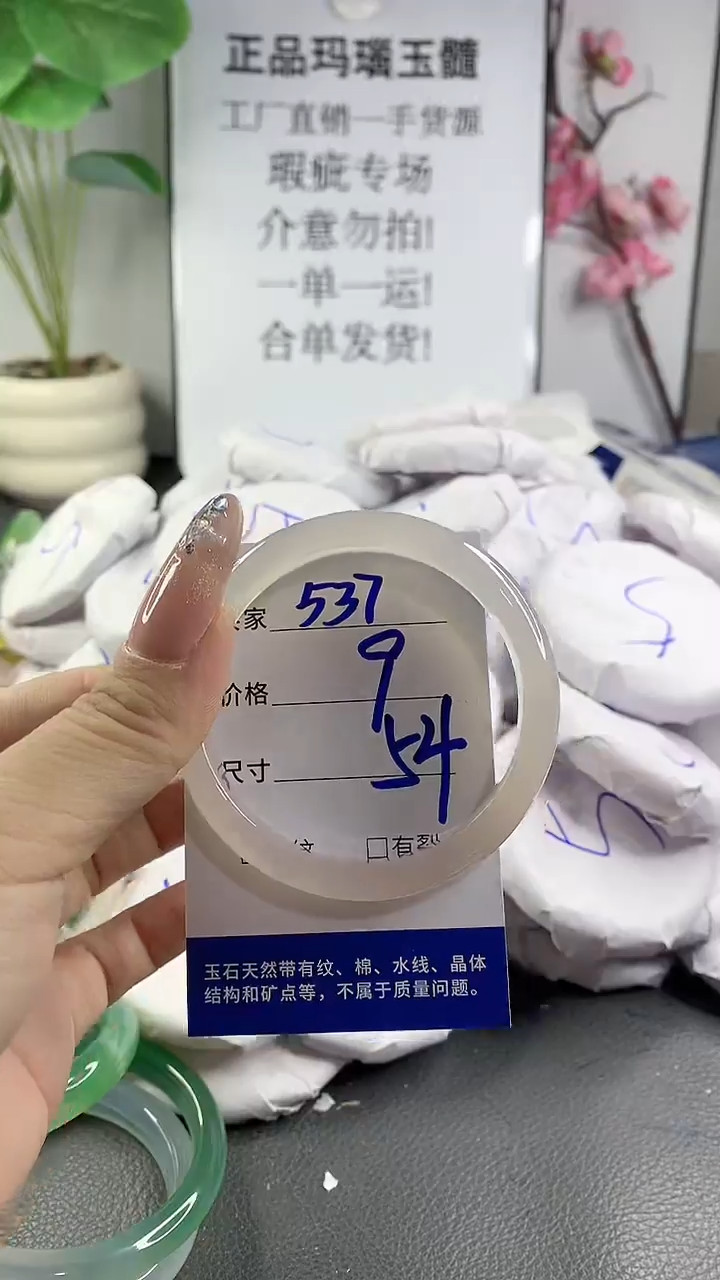 正品玛瑙玉髓
工厂直销一手货源
瑕疵专场
介意勿拍!
一单一运!
合单发货!
家 537
价格 9
尺寸 54
纹 口有裂
玉石天然带有纹、棉、水线、晶体
结构和矿点等，不属于质量问题。